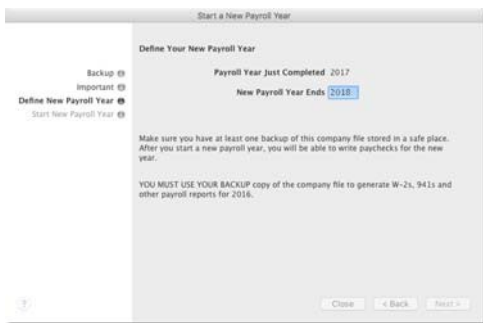 Start a New Payroll Year
Define Your New Payroll Year
Backup
Important
Define New Payroll Year
Start New Payroll Year
Payroll Year Just Completed 2017
New Payroll Year Ends 2018
Make sure you have at least one backup of this company file stored in a safe place.
After you start a new payroll year, you will be able to write paychecks for the new
year.
YOU MUST USE YOUR BACKUP copy of the company file to generate W-2s, 941s and
other payroll reports for 2016.
? Close < Back Next >